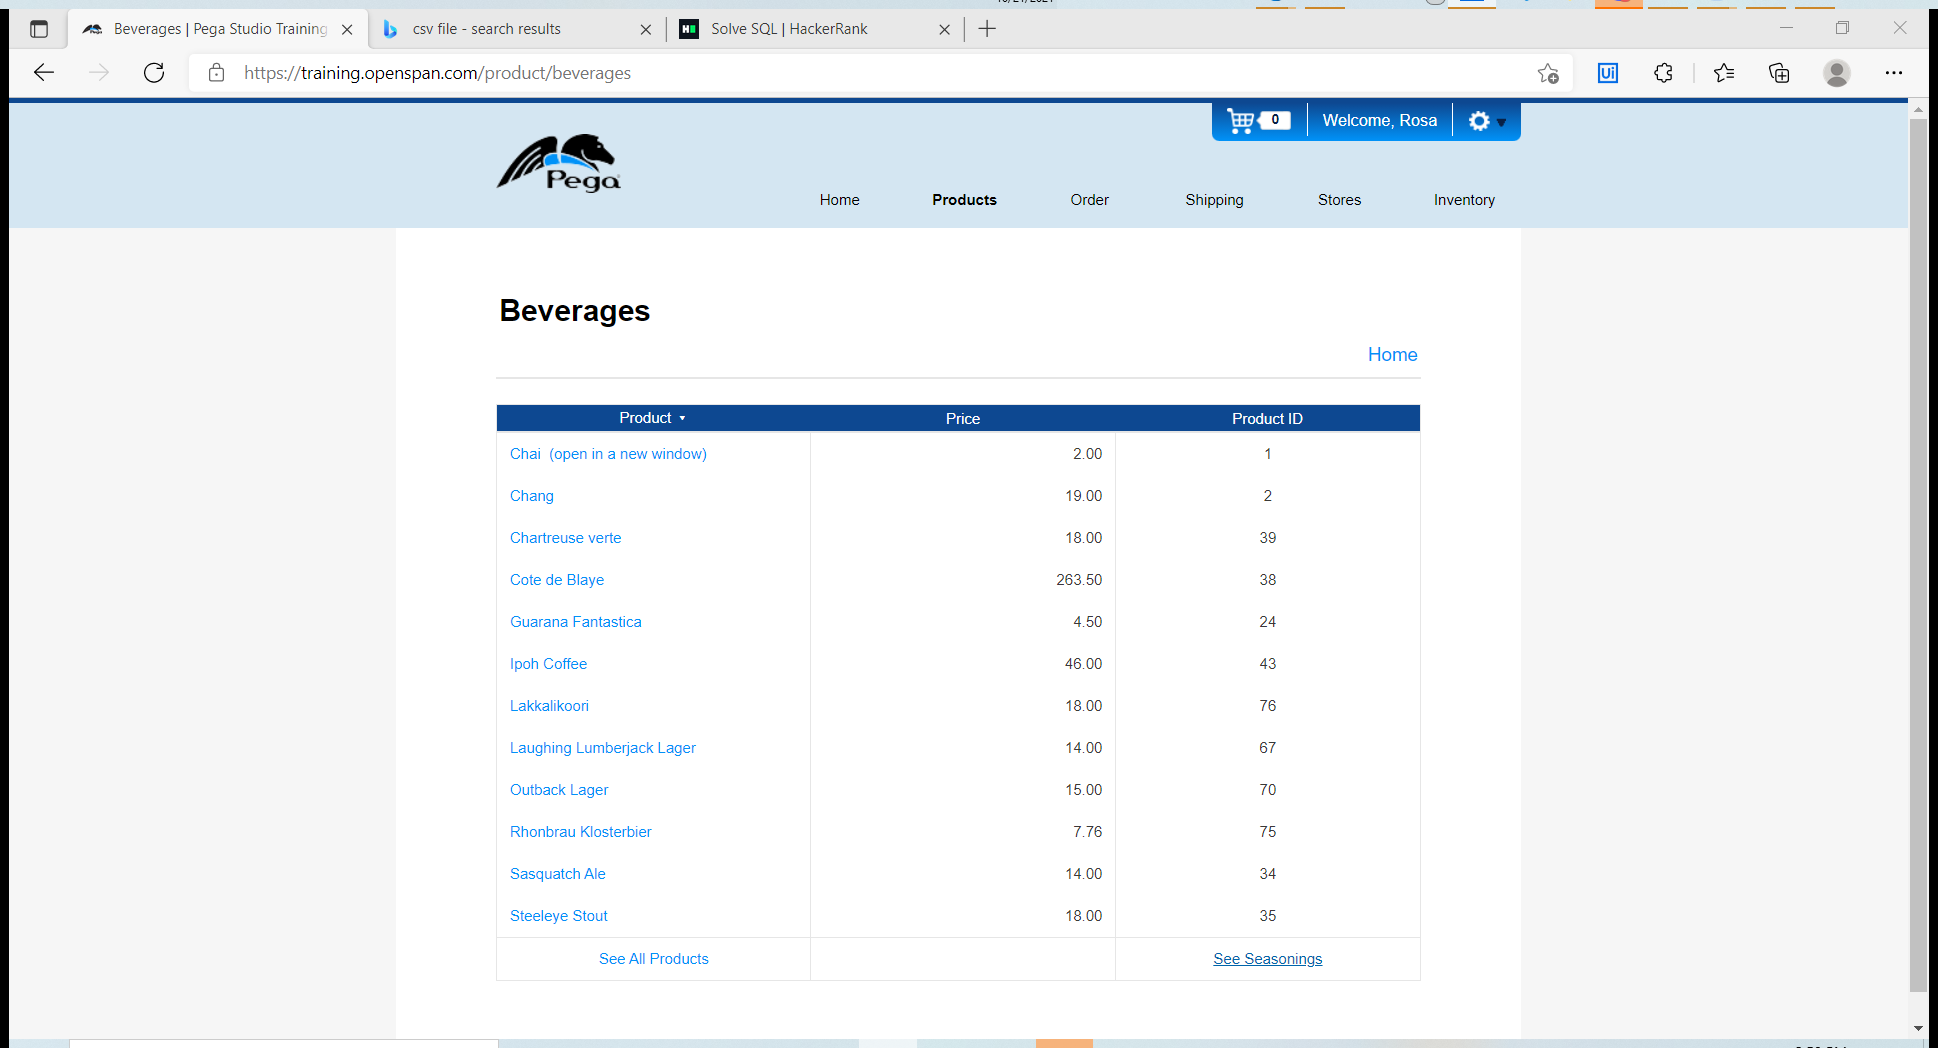 Beverages | Pega Studio Training
csv file - search results
Solve SQL | HackerRank
https://training.openspan.com/product/beverages
0
Welcome, Rosa
Pega
Home Products Order Shipping Stores Inventory
Beverages
Home
Product Price Product ID
Chai (open in a new window) 2.00 1
Chang 19.00 2
Chartreuse verte 18.00 39
Cote de Blaye 263.50 38
Guarana Fantastica 4.50 24
Ipoh Coffee 46.00 43
Lakkalikoori 18.00 76
Laughing Lumberjack Lager 14.00 67
Outback Lager 15.00 70
Rhonbrau Klosterbier 7.76 75
Sasquatch Ale 14.00 34
Steeleye Stout 18.00 35
See All Products See Seasonings